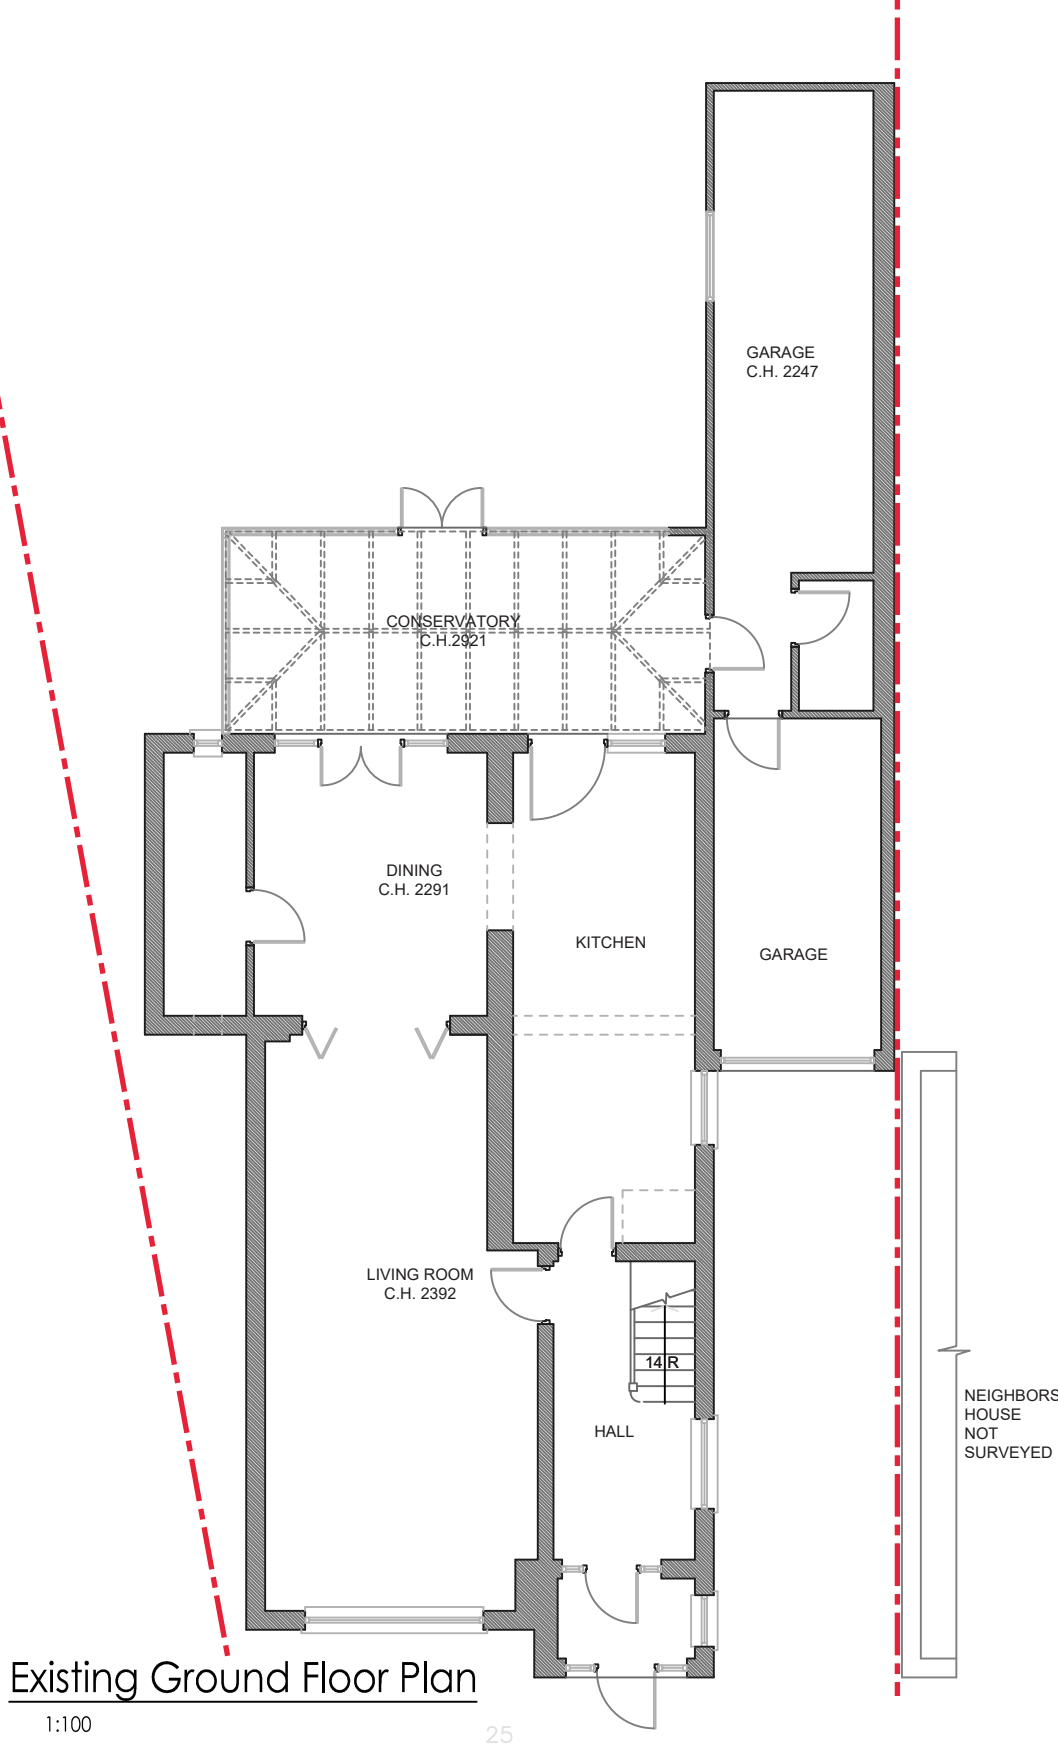 GARAGE
C.H. 2247
CONSERVATORY
C.H.2921
DINING
C.H. 2291
KITCHEN
GARAGE
LIVING ROOM
C.H. 2392
14 R
HALL
NEIGHBORS
HOUSE
NOT
SURVEYED
Existing Ground Floor Plan
1:100
25